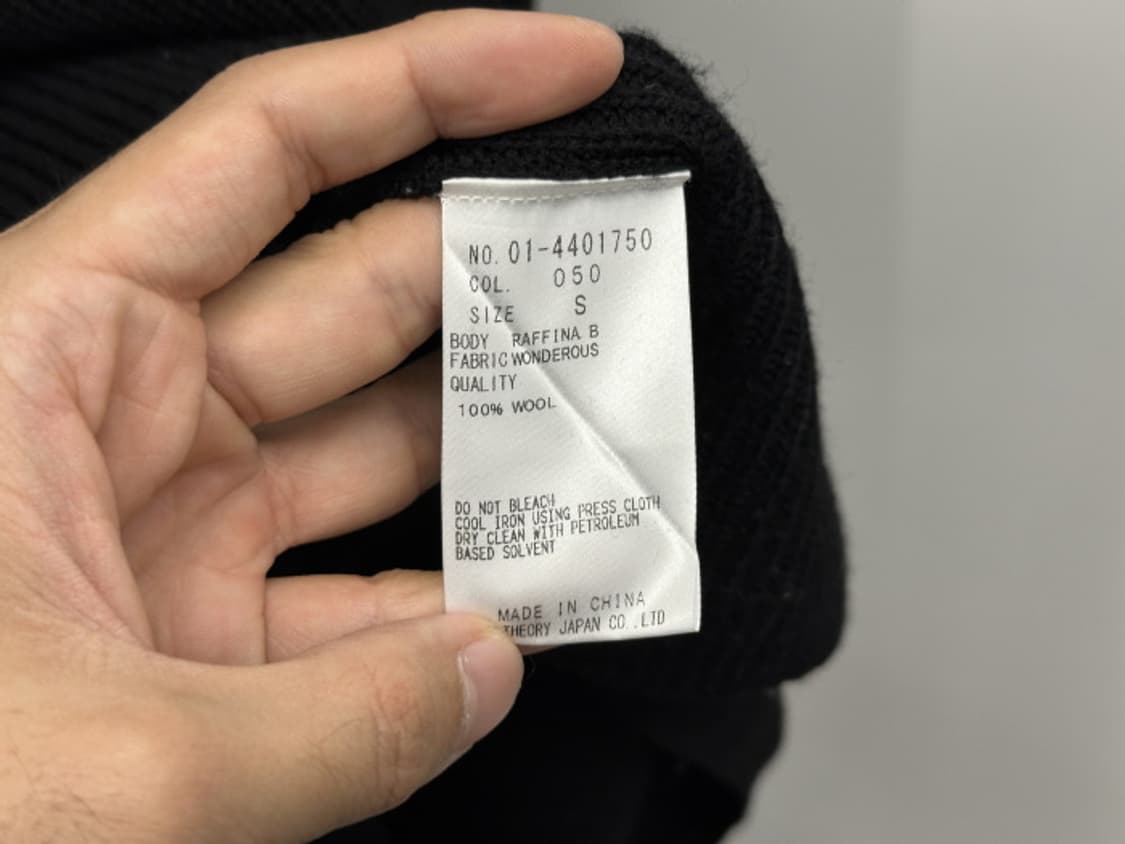 NO. 01-4401750
COL. 050
SIZE S
BODY RAFFINA B
FABRIC WONDEROUS
QUALITY
100% WOOL
DO NOT BLEACH
COOL IRON USING PRESS CLOTH
DRY CLEAN WITH PETROLEUM
BASED SOLVENT
MADE IN CHINA
THEORY JAPAN CO.,LTD